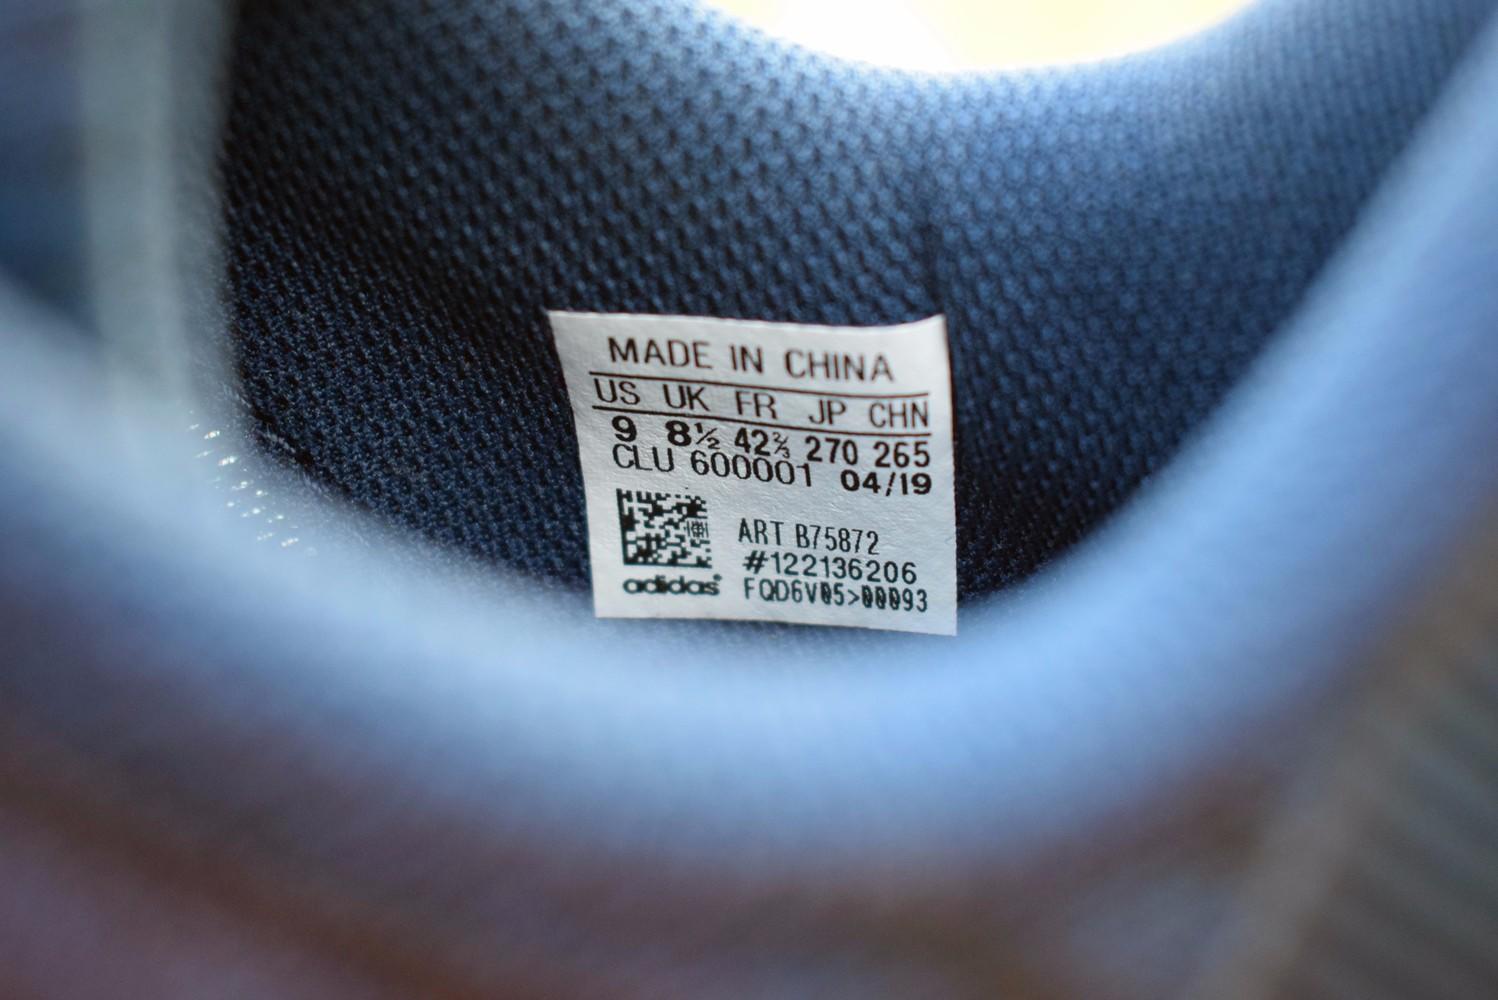 MADE IN CHINA
US UK FR JP CHN
9 8½ 42⅔ 270 265
CLU 600001 04/19
ART B75872
#122136206
FQD6V05>00093
adidas